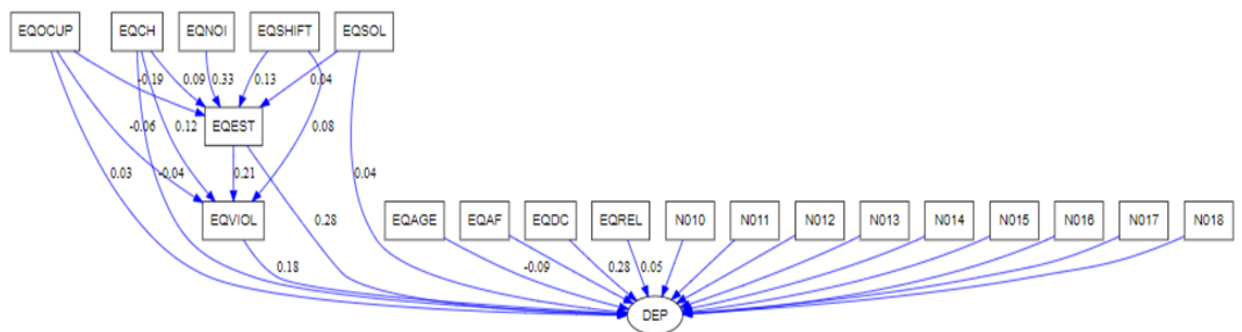 EQOCUP EQCH EQNOI EQSHIFT EQSOL
-0.19 0.09 0.33 0.13 0.04
EQEST
-0.06 0.12 0.08
0.03 -0.04 0.21 0.04
EQVIOL EQAGE EQAF EQDC EQREL N010 N011 N012 N013 N014 N015 N016 N017 N018
0.28
0.18 -0.09 0.28 0.05
DEP